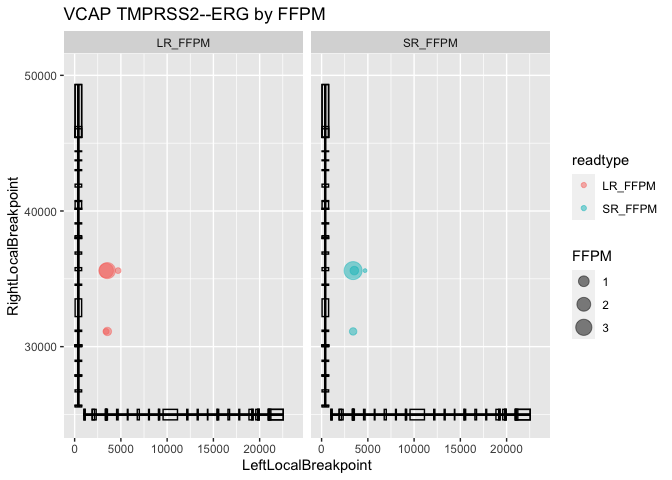 VCAP TMPRSS2--ERG by FFPM
LR_FFPM
SR_FFPM
50000
40000
30000
RightLocalBreakpoint
0
5000
10000
15000
20000
0
5000
10000
15000
20000
LeftLocalBreakpoint
readtype
LR_FFPM
SR_FFPM
FFPM
1
2
3